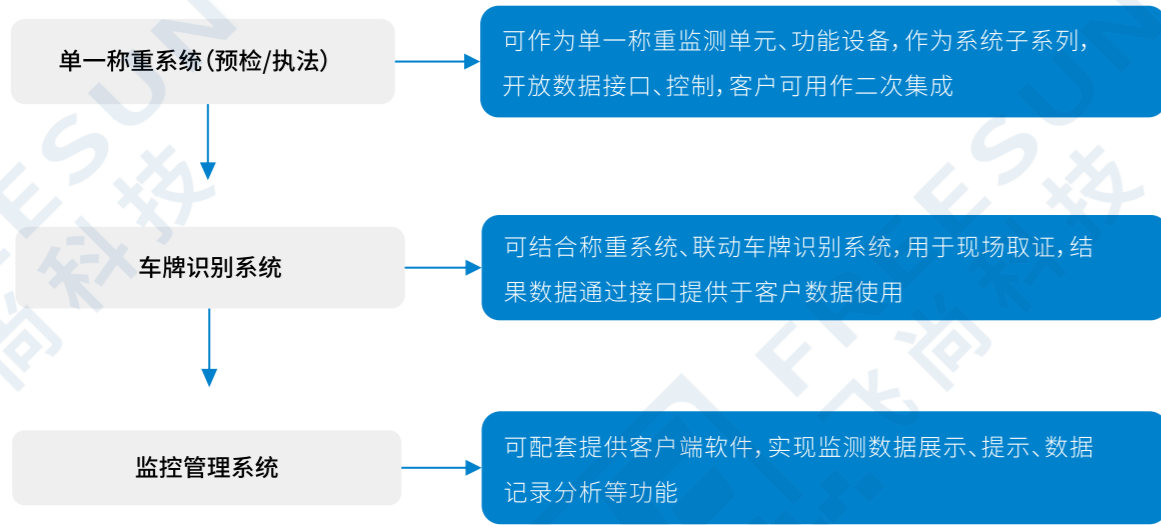 单一称重系统(预检/执法)
可作为单一称重监测单元、功能设备,作为系统子系列,
开放数据接口、控制,客户可用作二次集成
车牌识别系统
可结合称重系统、联动车牌识别系统,用于现场取证,结
果数据通过接口提供于客户数据使用
监控管理系统
可配套提供客户端软件,实现监测数据展示、提示、数据
记录分析等功能
FREESUN
飞尚科技